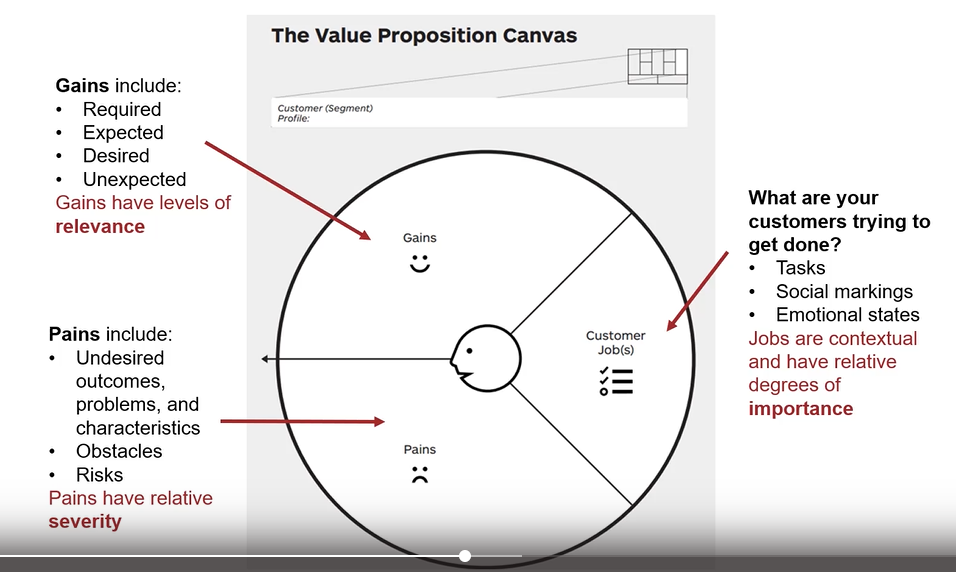 The Value Proposition Canvas
Customer (Segment)
Profile:
Gains include:
• Required
• Expected
• Desired
• Unexpected
Gains have levels of
relevance
Gains
Pains include:
• Undesired
outcomes,
problems, and
characteristics
• Obstacles
• Risks
Pains have relative
severity
Pains
What are your
customers trying to
get done?
• Tasks
• Social markings
• Emotional states
Jobs are contextual
and have relative
degrees of
importance
Customer
Job(s)